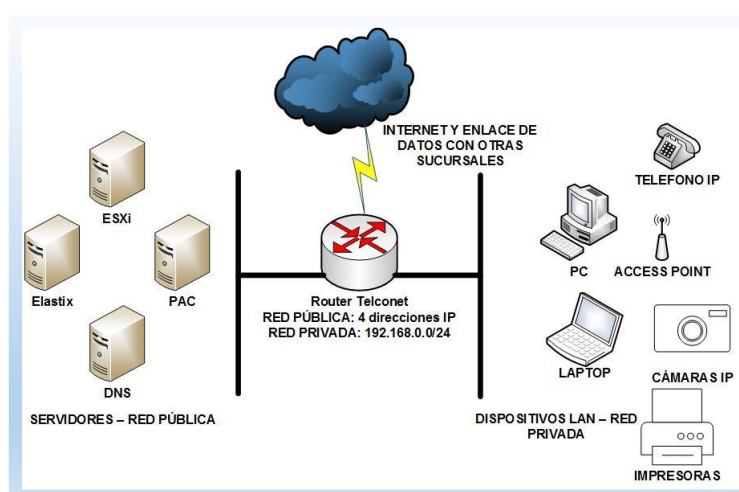 INTERNET Y ENLACE DE
DATOS CON OTRAS
SUCURSALES
ESXi
Elastix
PAC
DNS
SERVIDORES – RED PÚBLICA
Router Telconet
RED PÚBLICA: 4 direcciones IP
RED PRIVADA: 192.168.0.0/24
TELEFONO IP
PC
ACCESS POINT
LAPTOP
CÁMARAS IP
DISPOSITIVOS LAN – RED
PRIVADA
IMPRESORAS